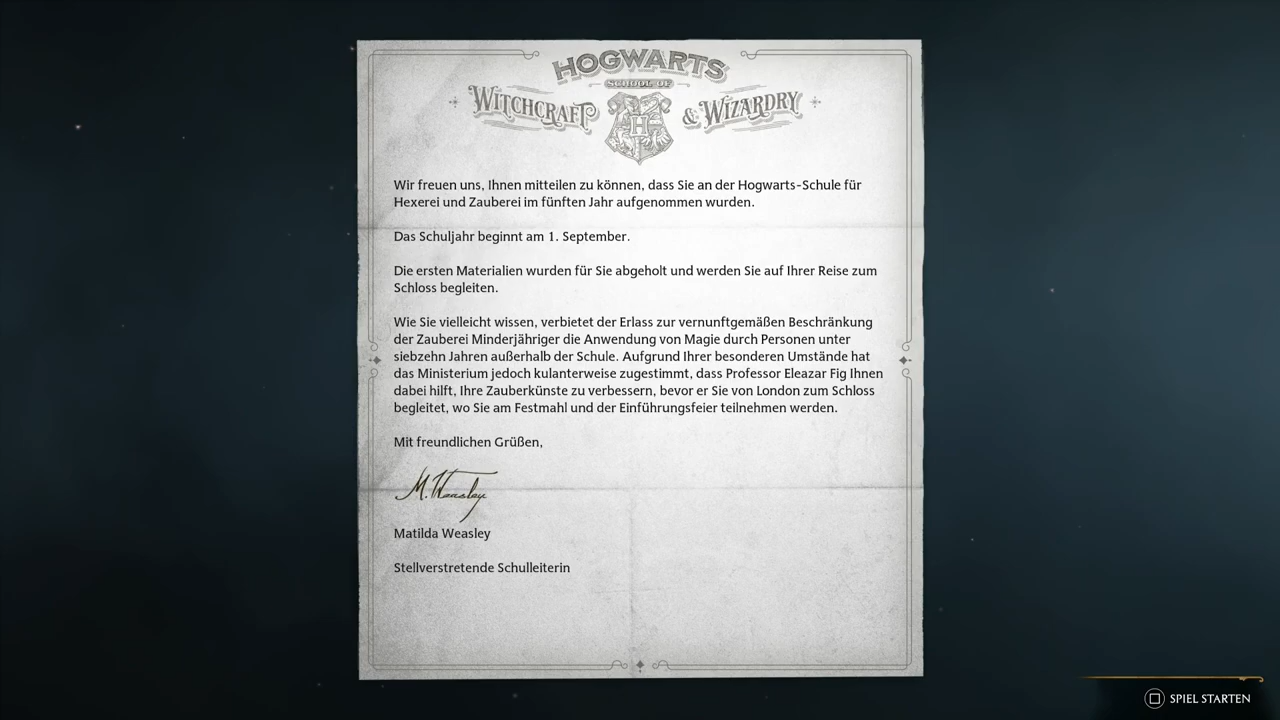 HOGWARTS
SCHOOL OF
WITCHCRAFT & WIZARDRY
H
Wir freuen uns, Ihnen mitteilen zu können, dass Sie an der Hogwarts-Schule für
Hexerei und Zauberei im fünften Jahr aufgenommen wurden.
Das Schuljahr beginnt am 1. September.
Die ersten Materialien wurden für Sie abgeholt und werden Sie auf Ihrer Reise zum
Schloss begleiten.
Wie Sie vielleicht wissen, verbietet der Erlass zur vernunftgemäßen Beschränkung
der Zauberei Minderjähriger die Anwendung von Magie durch Personen unter
siebzehn Jahren außerhalb der Schule. Aufgrund Ihrer besonderen Umstände hat
das Ministerium jedoch kulanterweise zugestimmt, dass Professor Eleazar Fig Ihnen
dabei hilft, Ihre Zauberkünste zu verbessern, bevor er Sie von London zum Schloss
begleitet, wo Sie am Festmahl und der Einführungsfeier teilnehmen werden.
Mit freundlichen Grüßen,
M. Weasley
Matilda Weasley
Stellverstretende Schulleiterin
SPIEL STARTEN